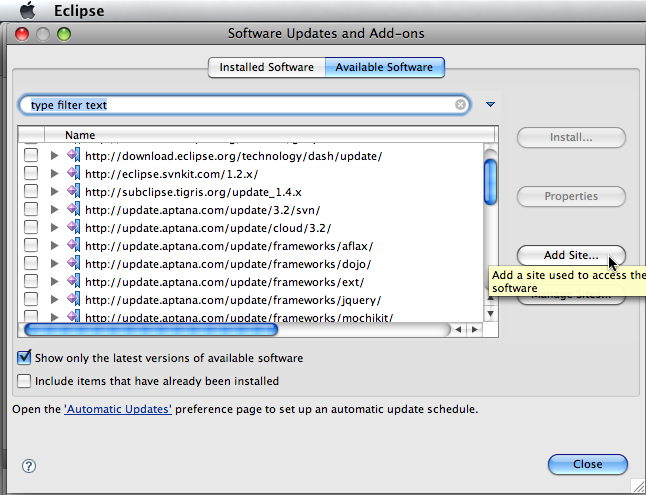 Eclipse
Software Updates and Add-ons
Installed Software
Available Software
type filter text
Name
http://download.eclipse.org/technology/dash/update/
http://eclipse.svnkit.com/1.2.x/
http://subclipse.tigris.org/update_1.4.x
http://update.aptana.com/update/3.2/svn/
http://update.aptana.com/update/cloud/3.2/
http://update.aptana.com/update/frameworks/aflax/
http://update.aptana.com/update/frameworks/dojo/
http://update.aptana.com/update/frameworks/ext/
http://update.aptana.com/update/frameworks/jquery/
http://update.aptana.com/update/frameworks/mochikit/
Install...
Properties
Add Site...
Add a site used to access the
software
Manage Sites...
Show only the latest versions of available software
Include items that have already been installed
Open the 'Automatic Updates' preference page to set up an automatic update schedule.
?
Close